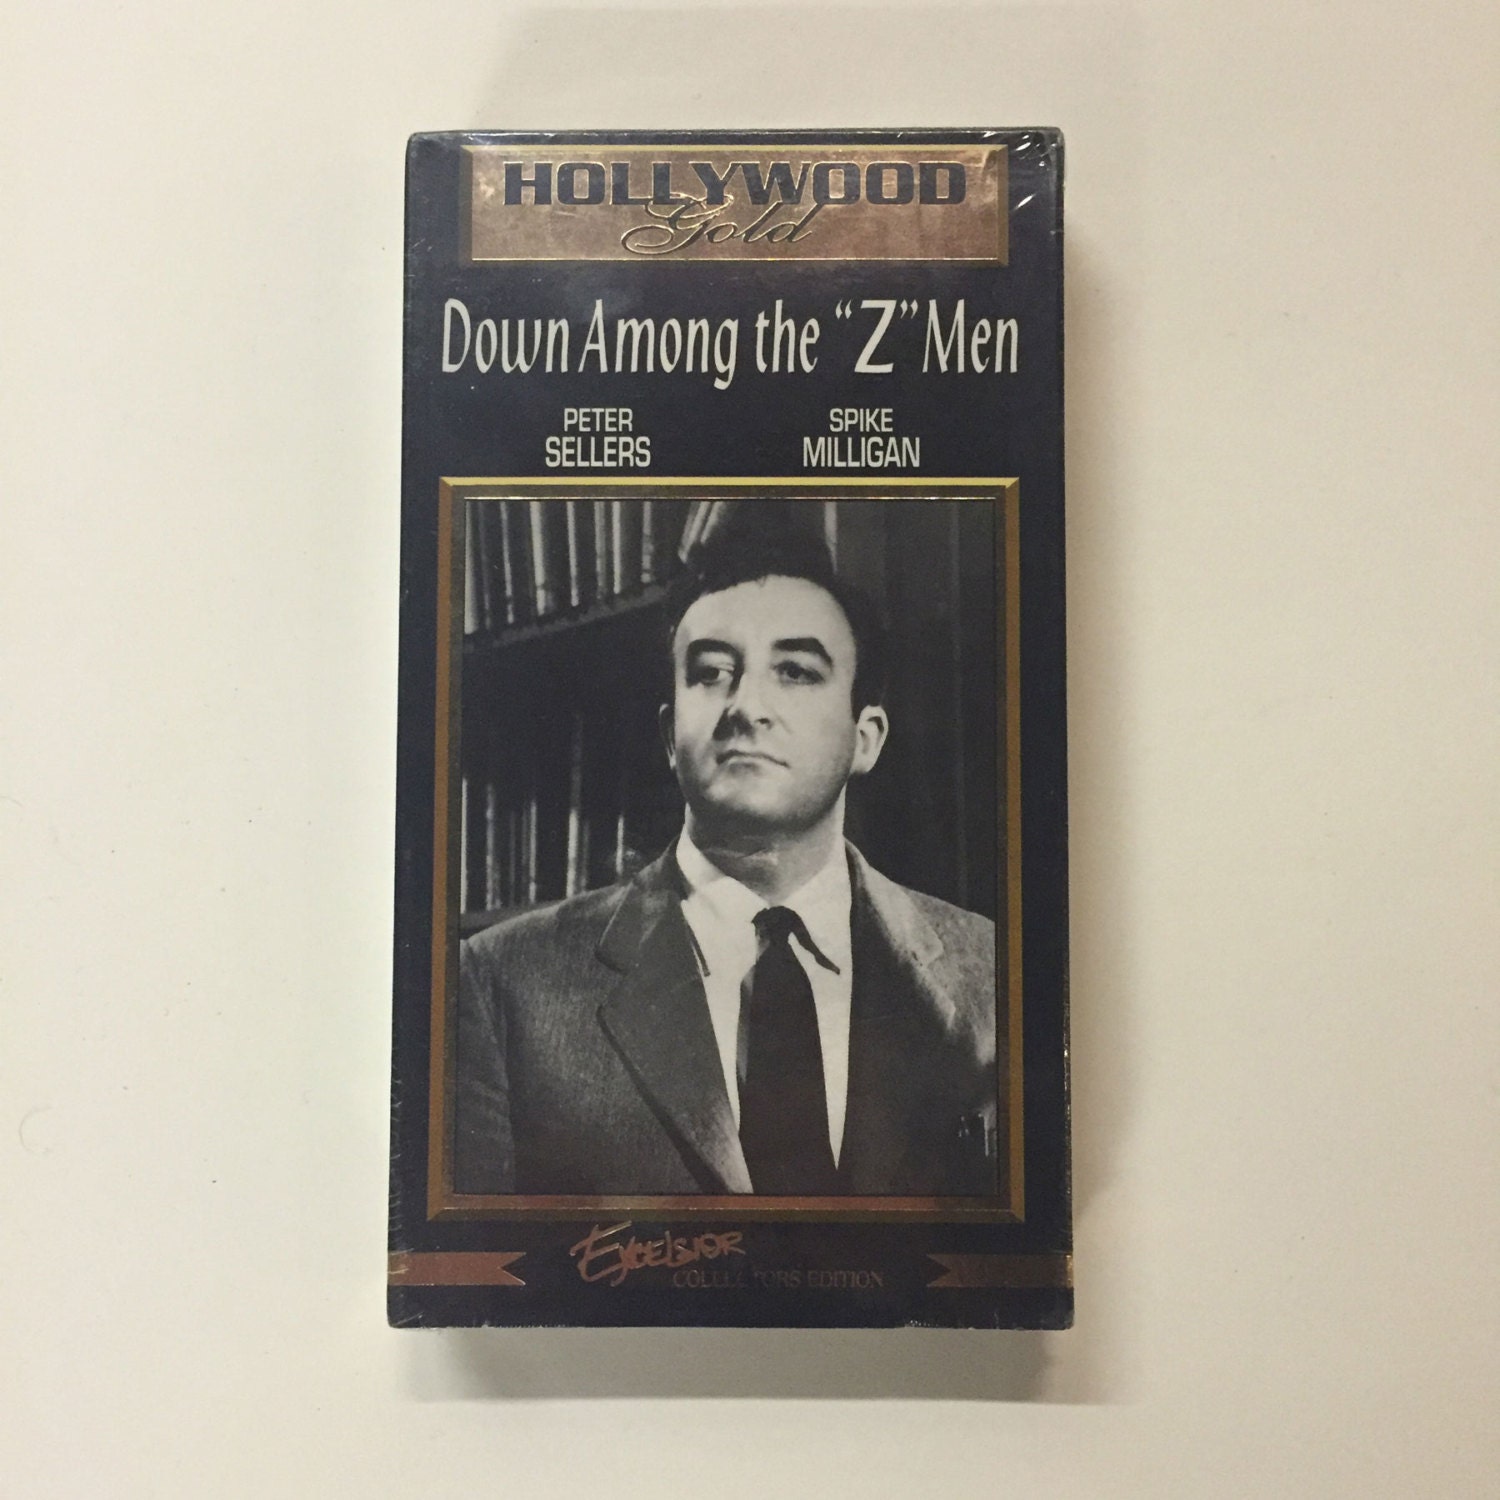 HOLLYWOOD
Gold
Down Among the “Z” Men
PETER SPIKE
SELLERS MILLIGAN
EXCELSIOR
COLLECTORS EDITION